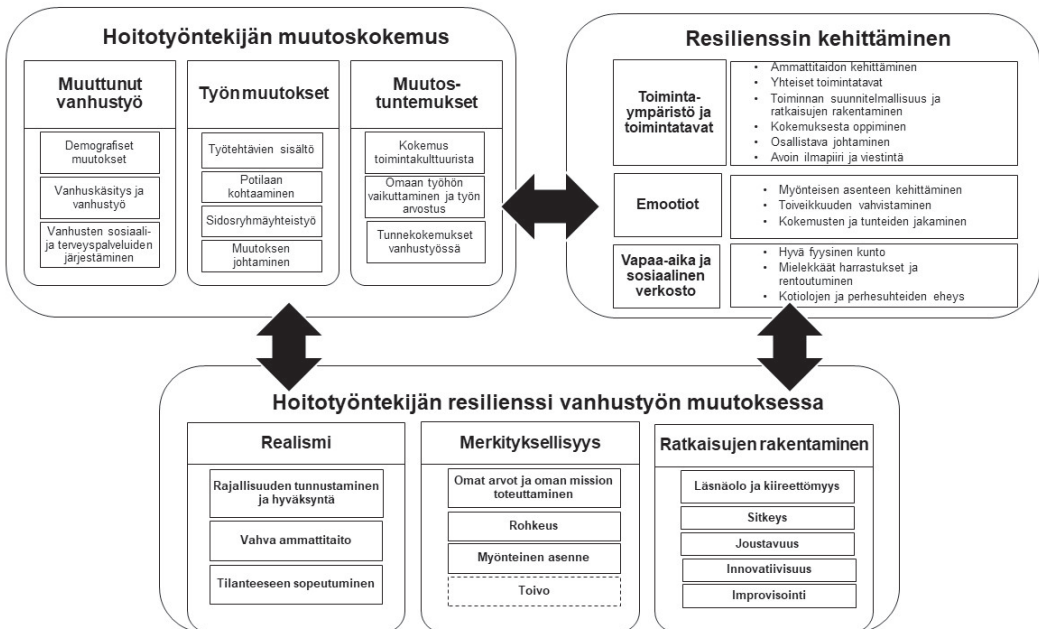 Hoitotyöntekijän muutoskokemus
Muuttunut
vanhustyö
Demografiset
muutokset
Vanhuskäsitys ja
vanhustyö
Vanhusten sosiaali-
ja terveyspalveluiden
järjestäminen
Työn muutokset
Työtehtävien sisältö
Potilaan
kohtaaminen
Sidosryhmäyhteistyö
Muutoksen
johtaminen
Muutos-
tuntemukset
Kokemus
toimintakulttuurista
Omaan työhön
vaikuttaminen ja työn
arvostus
Tunnekokemukset
vanhustyössä
Resilienssin kehittäminen
Toiminta-
ympäristö ja
toimintatavat
• Ammattitaidon kehittäminen
• Yhteiset toimintatavat
• Toiminnan suunnitelmallisuus ja
ratkaisujen rakentaminen
• Kokemuksesta oppiminen
• Osallistava johtaminen
• Avoin ilmapiiri ja viestintä
Emootiot
• Myönteisen asenteen kehittäminen
• Toiveikkuuden vahvistaminen
• Kokemusten ja tunteiden jakaminen
Vapaa-aika ja
sosiaalinen
verkosto
• Hyvä fyysinen kunto
• Mielekkäät harrastukset ja
rentoutuminen
• Kotiolojen ja perhesuhteiden eheys
Hoitotyöntekijän resilienssi vanhustyön muutoksessa
Realismi
Rajallisuuden tunnustaminen
ja hyväksyntä
Vahva ammattitaito
Tilanteeseen sopeutuminen
Merkityksellisyys
Omat arvot ja oman mission
toteuttaminen
Rohkeus
Myönteinen asenne
Toivo
Ratkaisujen rakentaminen
Läsnäolo ja kiireettömyys
Sitkeys
Joustavuus
Innovatiivisuus
Improvisointi